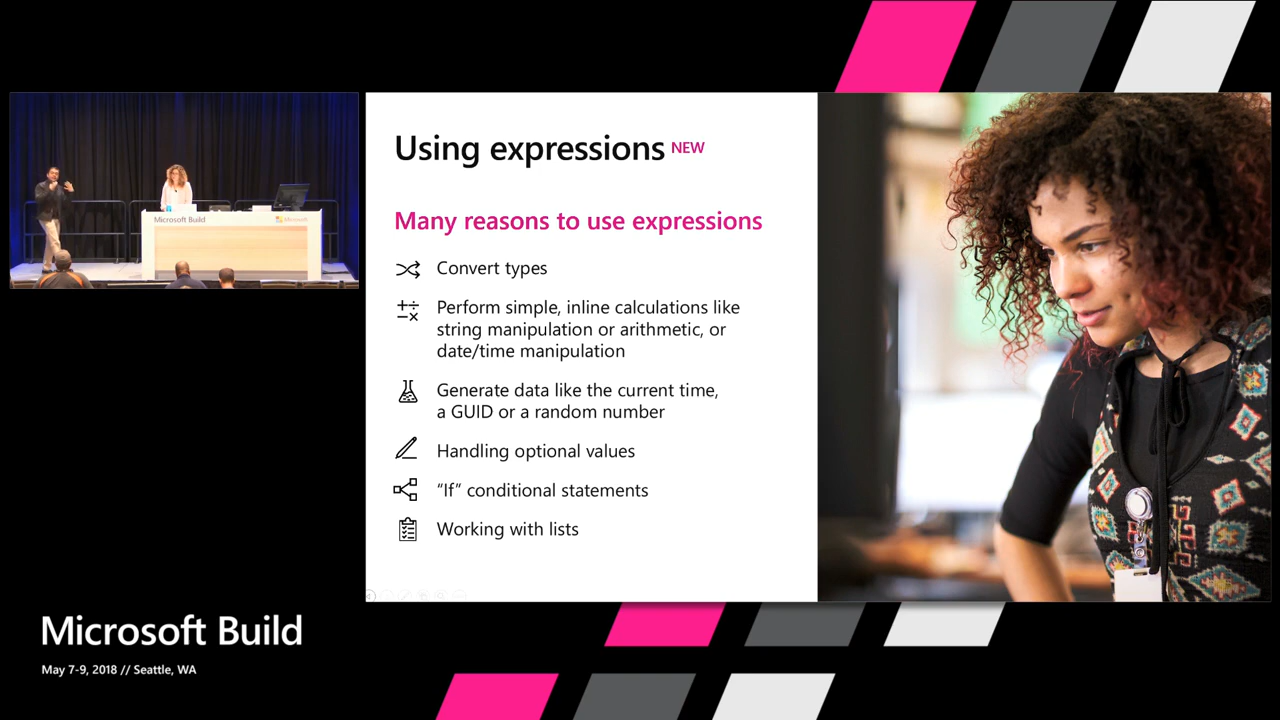 Using expressions NEW
Many reasons to use expressions
Convert types
Perform simple, inline calculations like
string manipulation or arithmetic, or
date/time manipulation
Generate data like the current time,
a GUID or a random number
Handling optional values
“If” conditional statements
Working with lists
Microsoft Build
Microsoft
Microsoft Build
May 7-9, 2018 // Seattle, WA